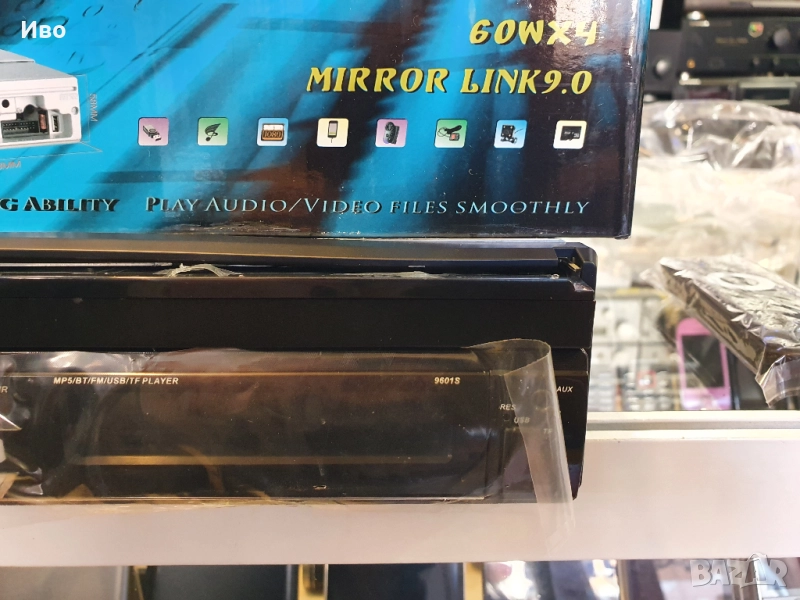 Иво
60WX4
MIRROR LINK9.0
G ABILITY PLAY AUDIO/VIDEO FILES SMOOTHLY
MP5/BT/FM/USB/TF PLAYER 9601S
AUX
RES
USB
TF
BAZAR